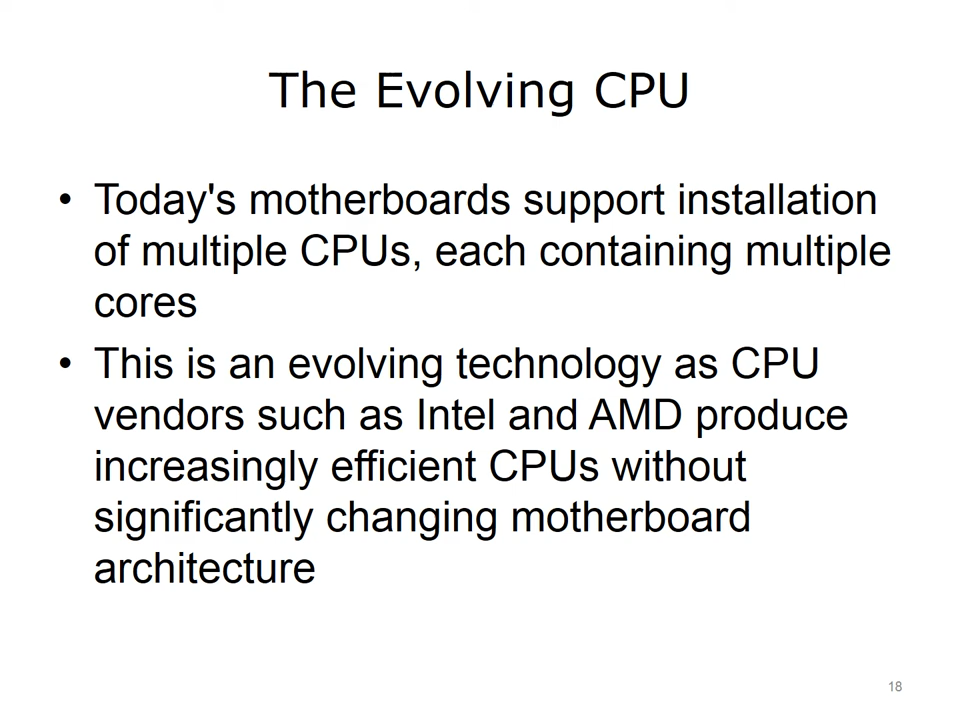 The Evolving CPU
• Today's motherboards support installation
of multiple CPUs, each containing multiple
cores
• This is an evolving technology as CPU
vendors such as Intel and AMD produce
increasingly efficient CPUs without
significantly changing motherboard
architecture
18